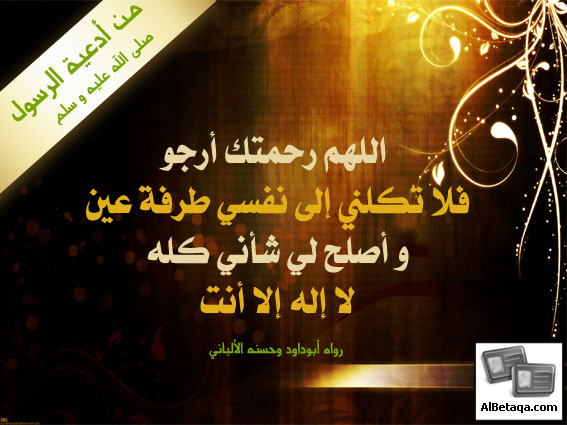 من أدعية الرسول
صلى الله عليه و سلم
اللهم رحمتك أرجو
فلا تكلني إلى نفسي طرفة عين
و أصلح لي شأني كله
لا إله إلا أنت
رواه أبوداود وحسنه الألباني
AlBetaqa.com